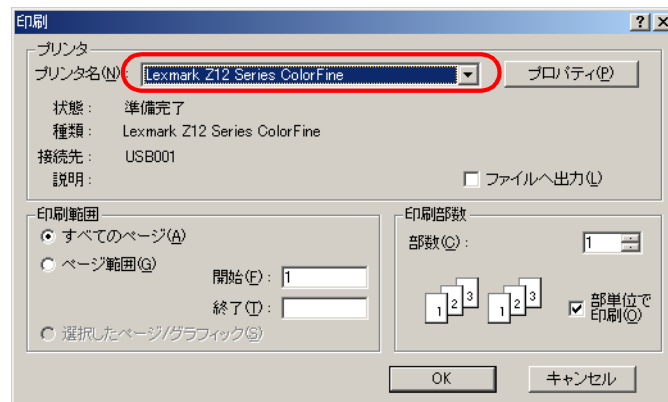 印刷
プリンタ
プリンタ名(N): Lexmark Z12 Series ColorFine プロパティ(P)
状態: 準備完了
種類: Lexmark Z12 Series ColorFine
接続先: USB001
説明: ファイルへ出力(L)
印刷範囲
すべてのページ(A)
ページ範囲(G)
開始(F): 1
終了(T):
選択したページ/グラフィック(S)
印刷部数
部数(C): 1
1 2 3 1 2 3
部単位で
印刷(O)
OK キャンセル